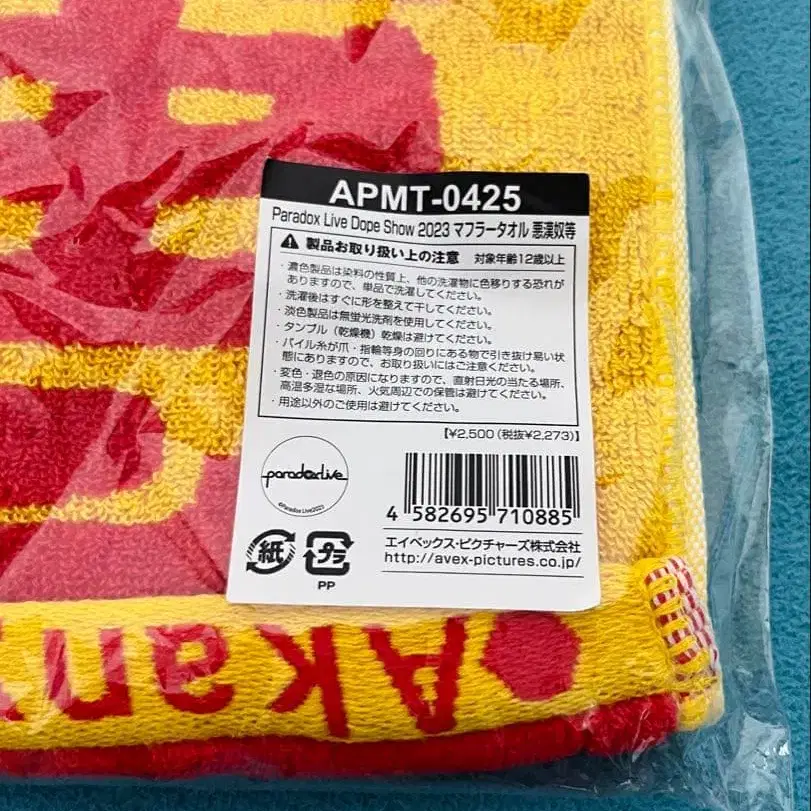 APMT-0425
Paradox Live Dope Show 2023 マフラータオル 悪漢奴等
製品お取り扱い上の注意 対象年齢12歳以上
・濃色製品は染料の性質上、他の洗濯物に色移りする恐れが
ありますので、単品で洗濯してください。
・洗濯後はすぐに形を整えて干してください。
・淡色製品は無蛍光洗剤を使用してください。
・タンブル（乾燥機）乾燥は避けてください。
・パイル糸が爪・指輪等身の回りにある物で引き抜け易い状
態にありますので、お取り扱いにはご注意ください。
・変色・退色の原因になりますので、直射日光の当たる場所、
高温多湿な場所、火気周辺での保管は避けてください。
・用途以外のご使用は避けてください。
【¥2,500（税抜¥2,273）】
paradoxlive
©Paradox Live2023
4 582695 710885
紙
プラ
PP
エイベックス・ピクチャーズ株式会社
http://avex-pictures.co.jp/
Akan